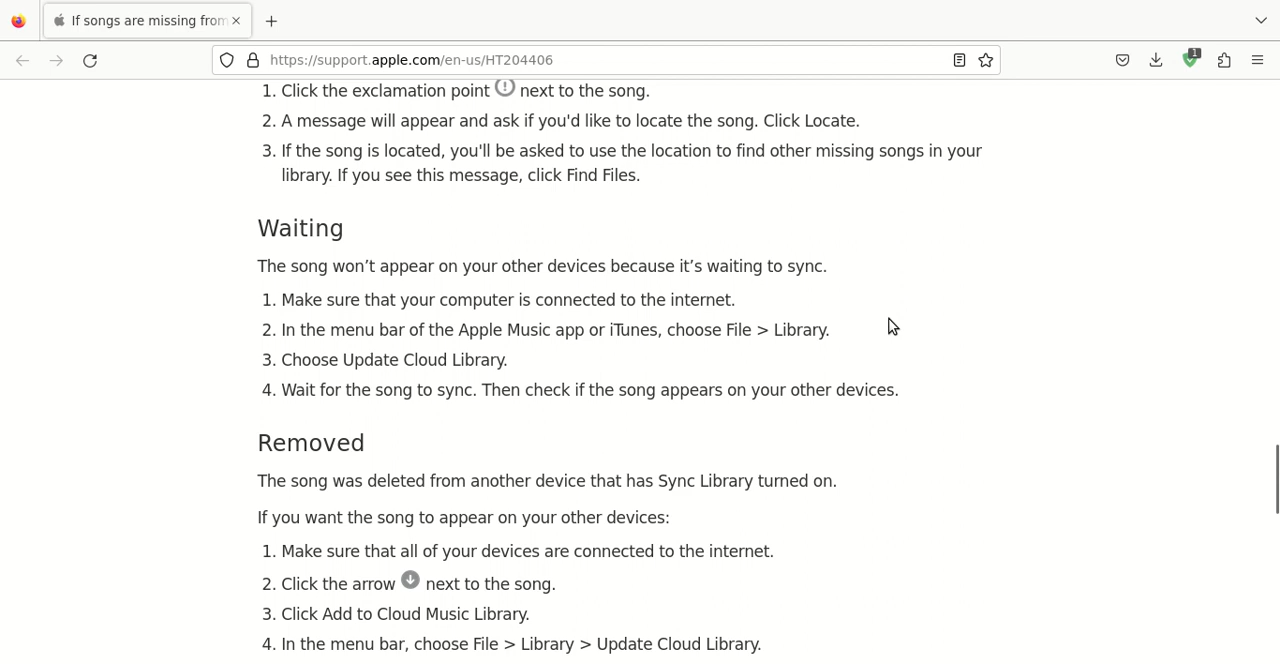 If songs are missing from
https://support.apple.com/en-us/HT204406
1
1. Click the exclamation point next to the song.
2. A message will appear and ask if you'd like to locate the song. Click Locate.
3. If the song is located, you'll be asked to use the location to find other missing songs in your
library. If you see this message, click Find Files.
Waiting
The song won’t appear on your other devices because it’s waiting to sync.
1. Make sure that your computer is connected to the internet.
2. In the menu bar of the Apple Music app or iTunes, choose File > Library.
3. Choose Update Cloud Library.
4. Wait for the song to sync. Then check if the song appears on your other devices.
Removed
The song was deleted from another device that has Sync Library turned on.
If you want the song to appear on your other devices:
1. Make sure that all of your devices are connected to the internet.
2. Click the arrow next to the song.
3. Click Add to Cloud Music Library.
4. In the menu bar, choose File > Library > Update Cloud Library.